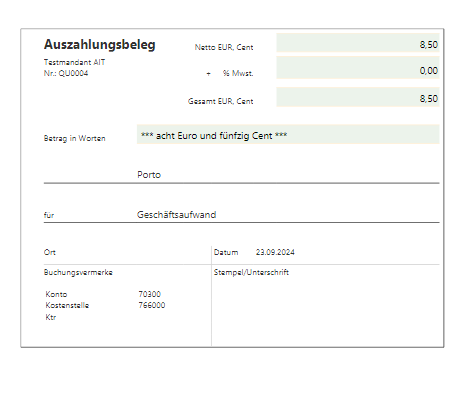 Auszahlungsbeleg
Netto EUR, Cent 8,50
Testmandant AIT
Nr.: QU0004
+ % Mwst. 0,00
Gesamt EUR, Cent 8,50
Betrag in Worten *** acht Euro und fünfzig Cent ***
Porto
für Geschäftsaufwand
Ort Datum 23.09.2024
Buchungsvermerke Stempel/Unterschrift
Konto 70300
Kostenstelle 766000
Ktr